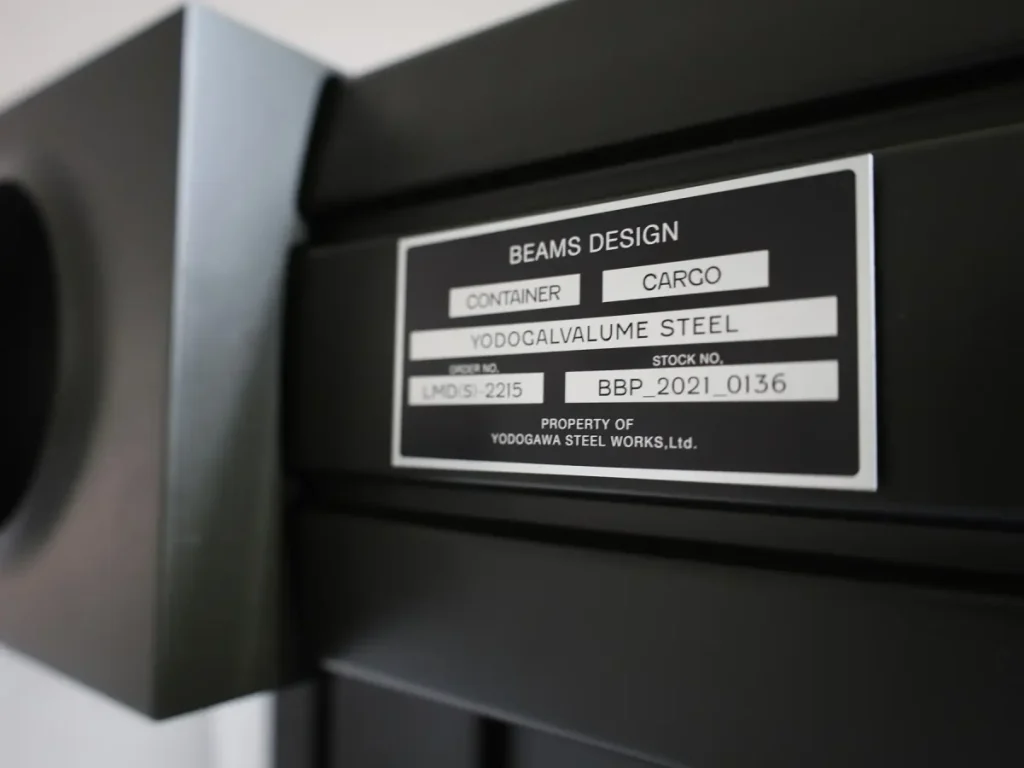 BEAMS DESIGN
CONTAINER CARGO
YODOGALVALUME STEEL
ORDER NO. STOCK NO.
LMD(S)-2215 BBP_2021_0136
PROPERTY OF
YODOGAWA STEEL WORKS,Ltd.